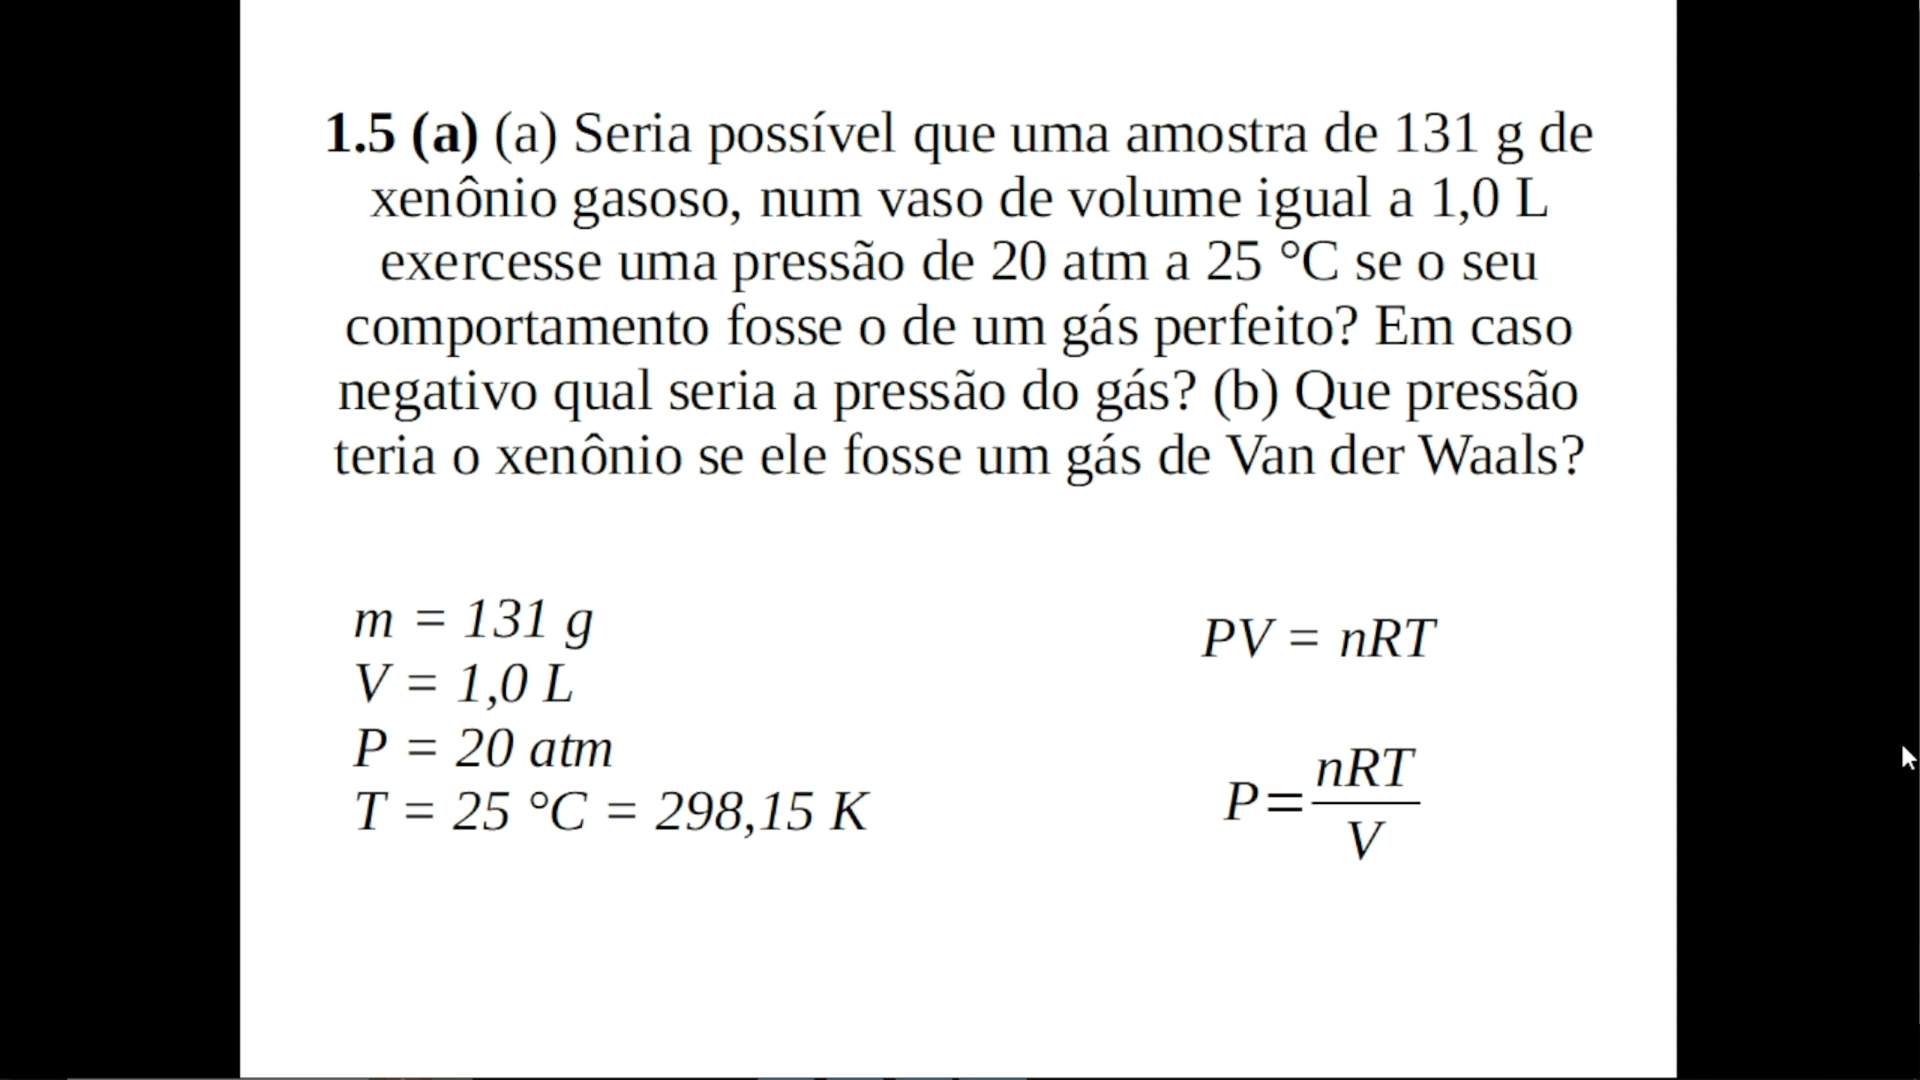 1.5 (a) (a) Seria possível que uma amostra de 131 g de
xenônio gasoso, num vaso de volume igual a 1,0 L
exercesse uma pressão de 20 atm a 25 °C se o seu
comportamento fosse o de um gás perfeito? Em caso
negativo qual seria a pressão do gás? (b) Que pressão
teria o xenônio se ele fosse um gás de Van der Waals?
m = 131 g
V = 1,0 L
P = 20 atm
T = 25 °C = 298,15 K
PV = nRT
P=nRT/V